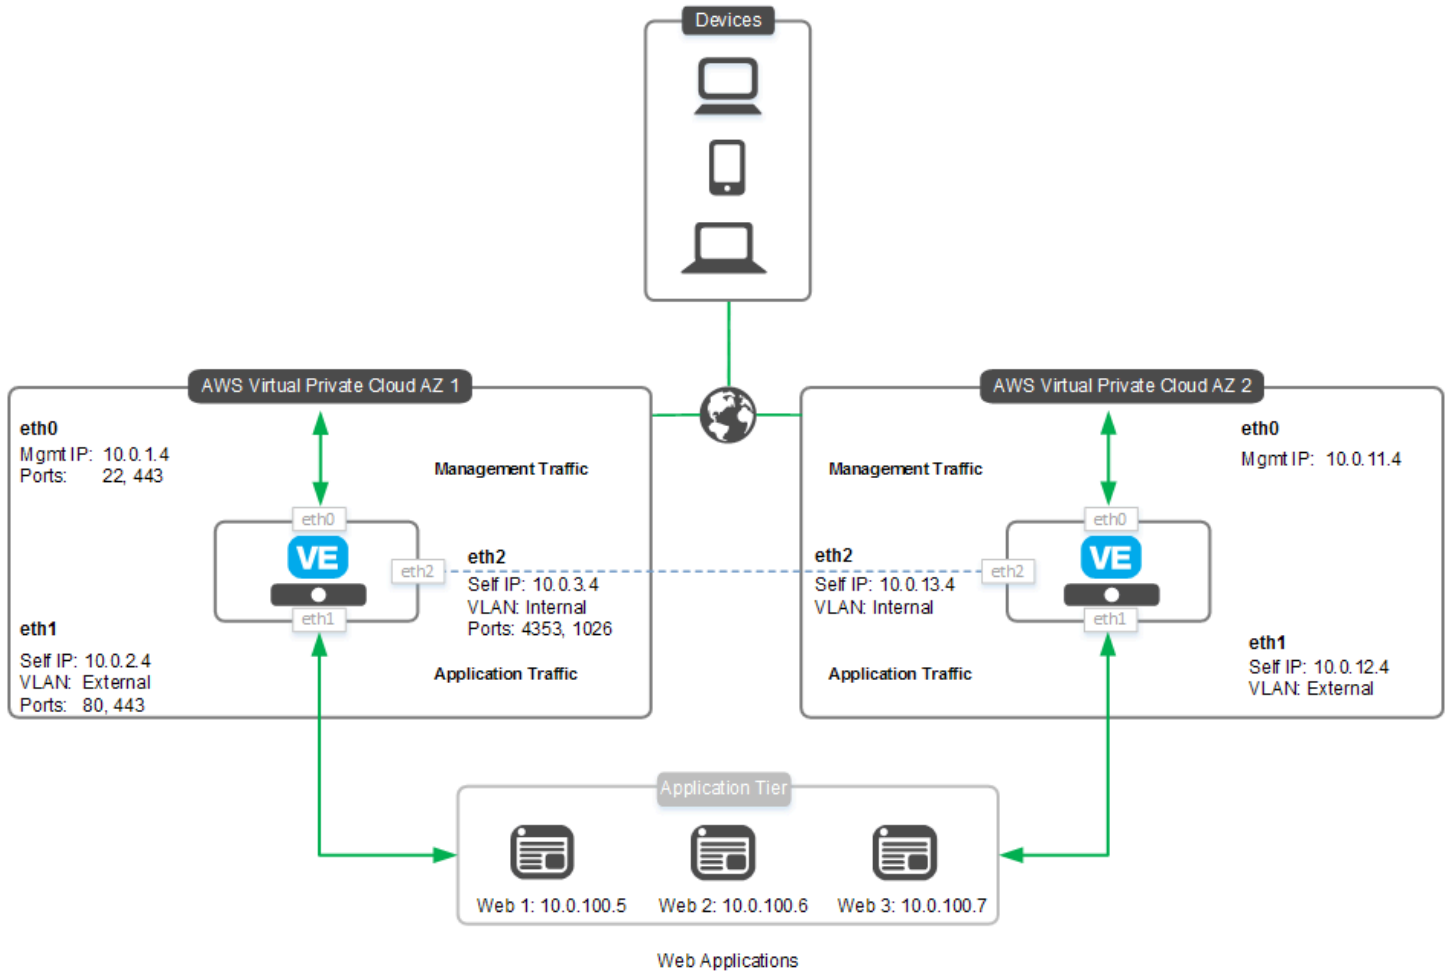 Devices
AWS Virtual Private Cloud AZ 1
eth0
Mgmt IP: 10.0.1.4
Ports: 22, 443
Management Traffic
eth0
VE
eth2
eth1
eth2
Self IP: 10.0.3.4
VLAN: Internal
Ports: 4353, 1026
eth1
Self IP: 10.0.2.4
VLAN: External
Ports: 80, 443
Application Traffic
AWS Virtual Private Cloud AZ 2
eth0
Mgmt IP: 10.0.11.4
Management Traffic
eth2
Self IP: 10.0.13.4
VLAN: Internal
eth0
VE
eth2
eth1
eth1
Self IP: 10.0.12.4
VLAN: External
Application Traffic
Application Tier
Web 1: 10.0.100.5
Web 2: 10.0.100.6
Web 3: 10.0.100.7
Web Applications